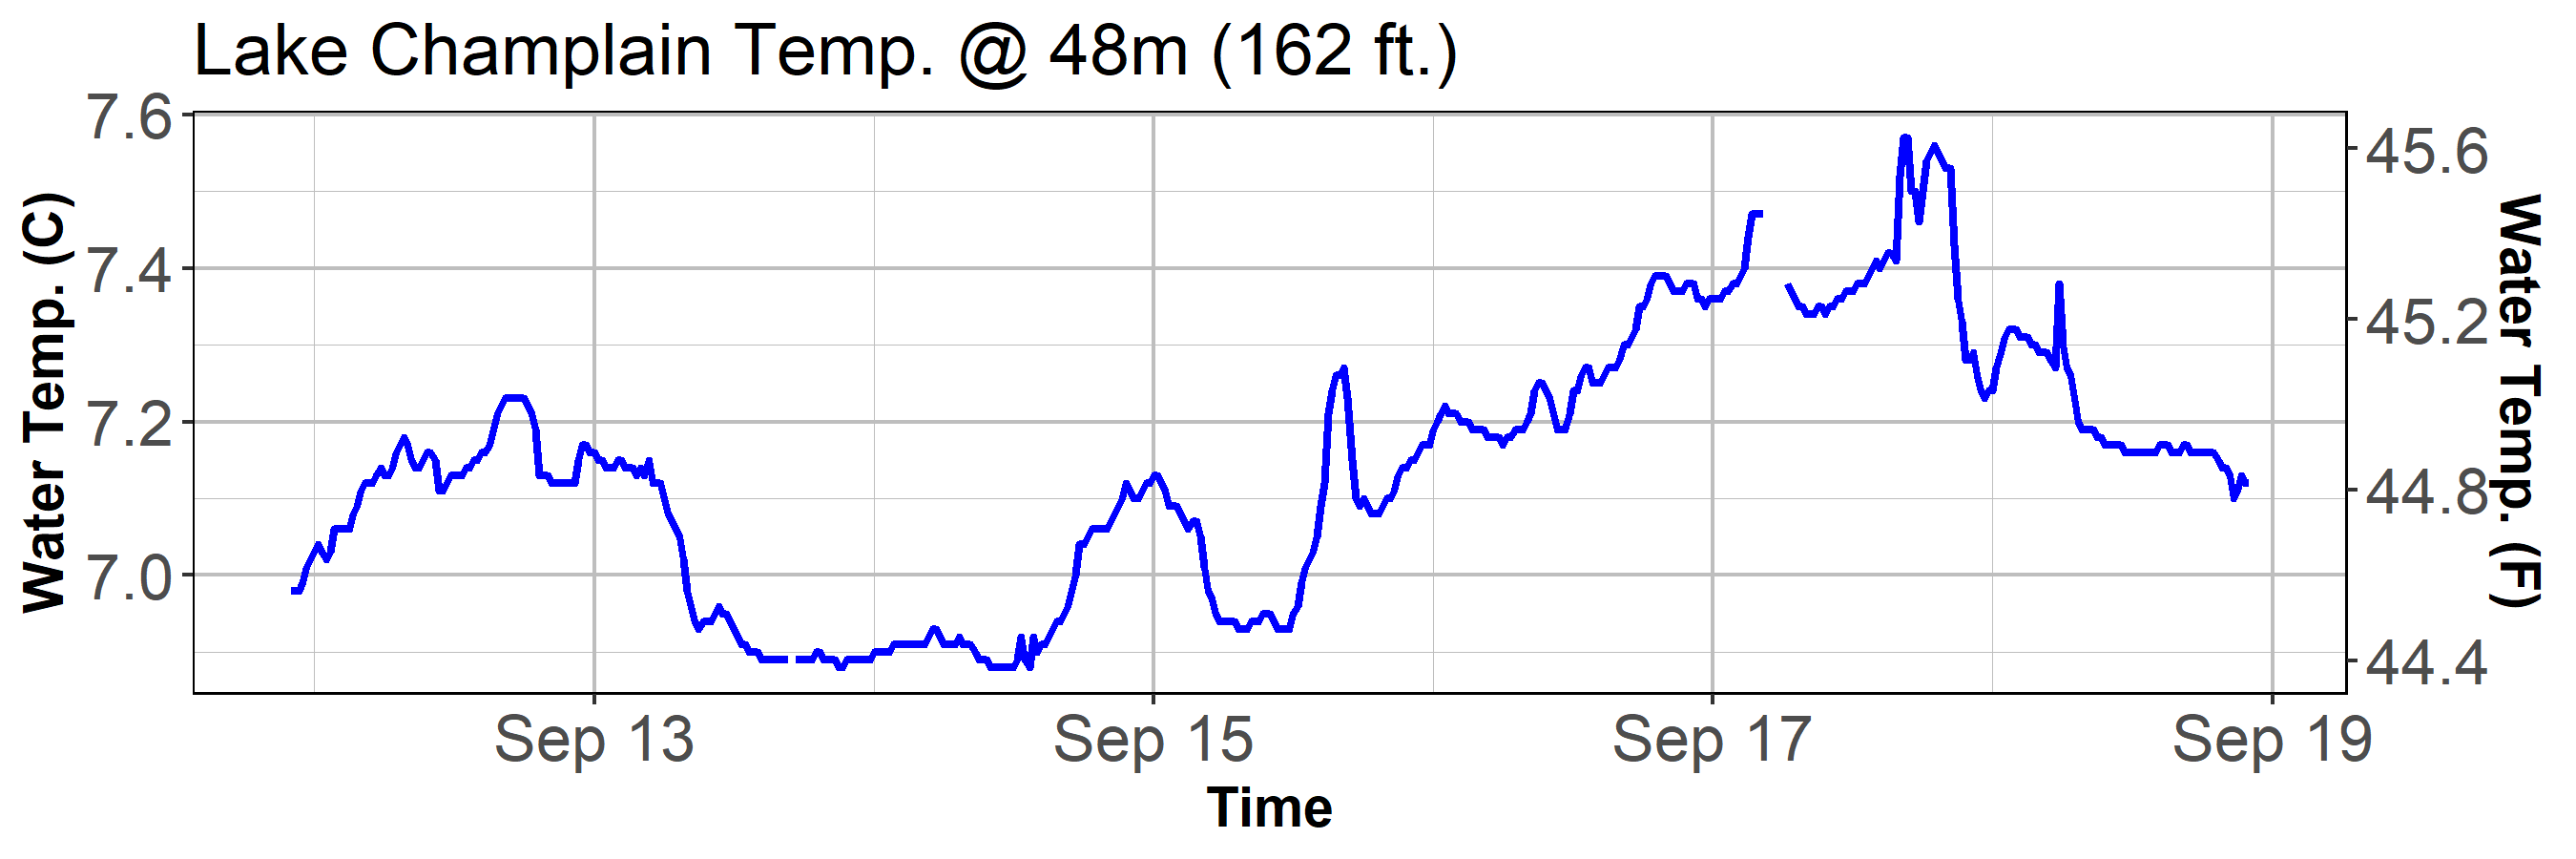 Lake Champlain Temp. @ 48m (162 ft.)
Water Temp. (C)
7.6
7.4
7.2
7.0
45.6
45.2
44.8
44.4
Water Temp. (F)
Sep 13
Sep 15
Sep 17
Sep 19
Time